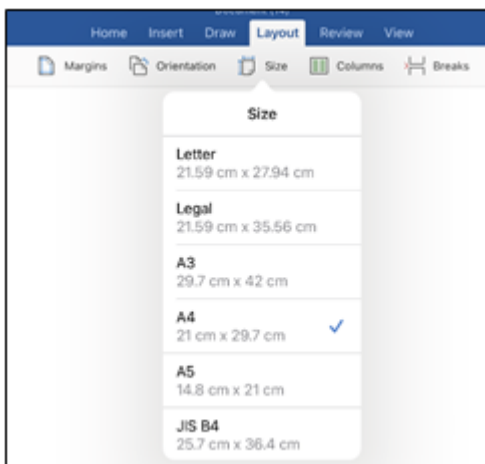 Home Insert Draw Layout Review View
Margins Orientation Size Columns Breaks
Size
Letter
21.59 cm x 27.94 cm
Legal
21.59 cm x 35.56 cm
A3
29.7 cm x 42 cm
A4
21 cm x 29.7 cm
A5
14.8 cm x 21 cm
JIS B4
25.7 cm x 36.4 cm